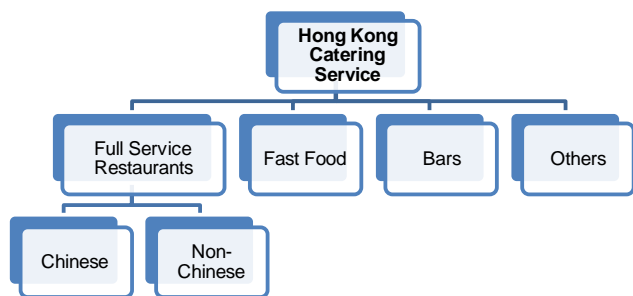 Hong Kong
Catering
Service
Full Service
Restaurants
Fast Food
Bars
Others
Chinese
Non-
Chinese